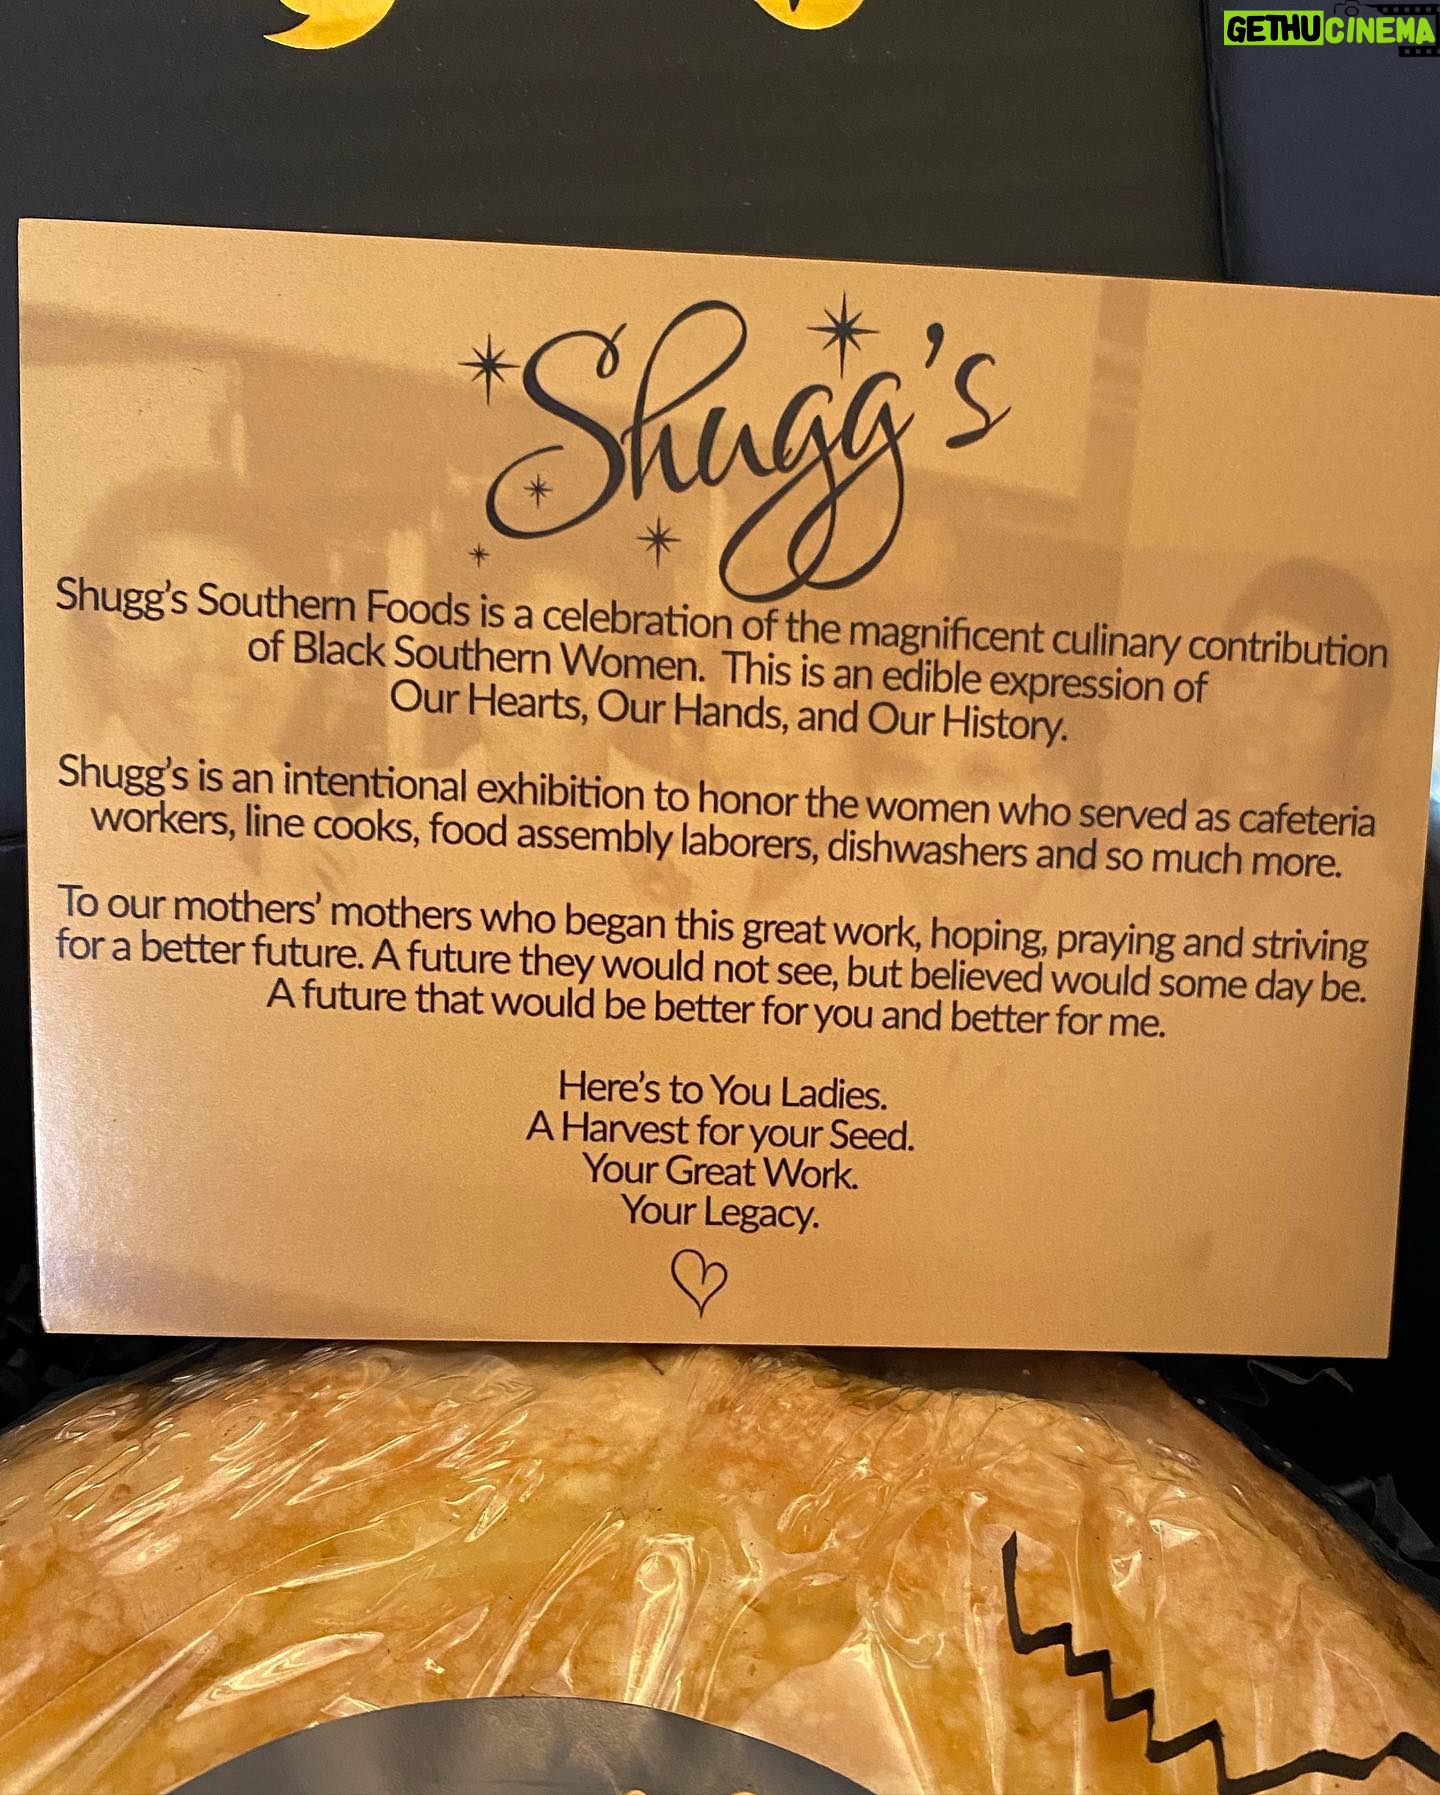 GETHUCINEMA
Shugg's
Shugg's Southern Foods is a celebration of the magnificent culinary contribution
of Black Southern Women. This is an edible expression of
Our Hearts, Our Hands, and Our History.
Shugg's is an intentional exhibition to honor the women who served as cafeteria
workers, line cooks, food assembly laborers, dishwashers and so much more.
To our mothers' mothers who began this great work, hoping, praying and striving
for a better future. A future they would not see, but believed would some day be.
A future that would be better for you and better for me.
Here's to You Ladies.
A Harvest for your Seed.
Your Great Work.
Your Legacy.